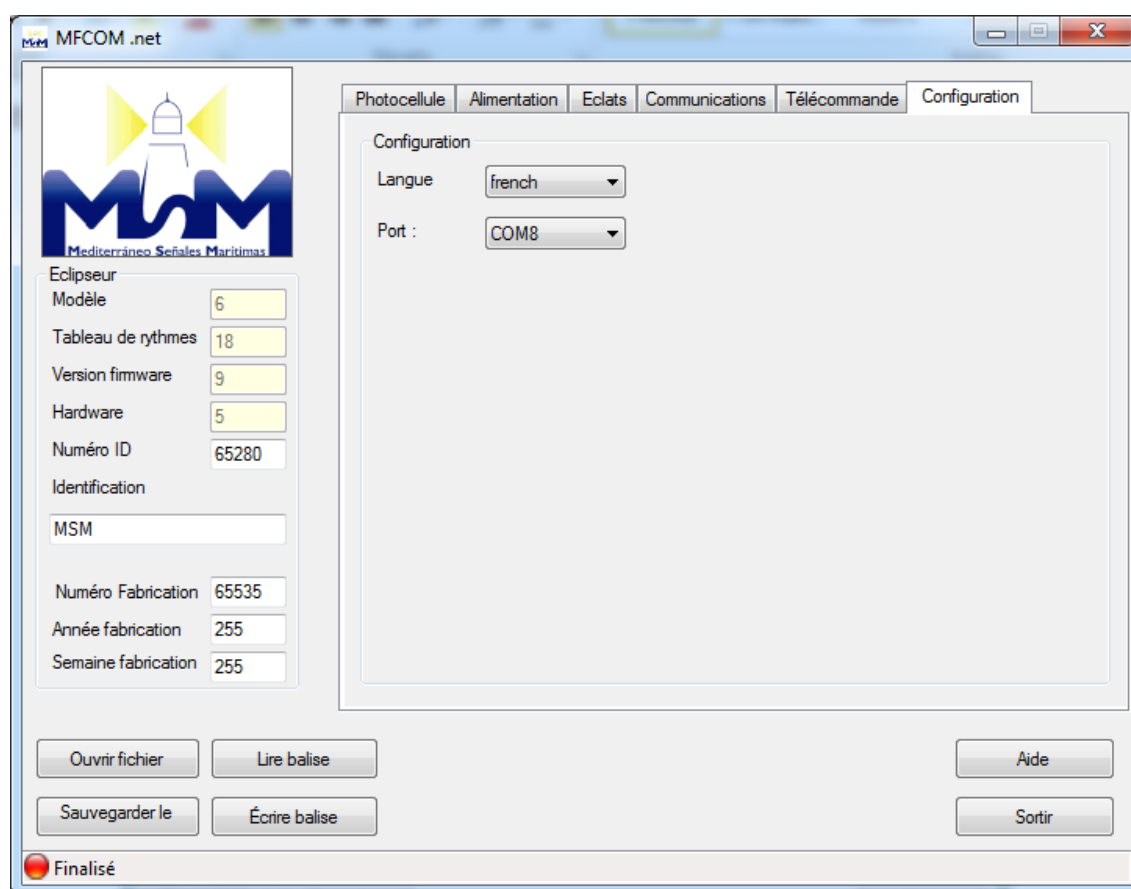 MFCOM .net
MSM
Mediterráneo Señales Maritimas
Photocellule Alimentation Eclats Communications Télécommande Configuration
Configuration
Langue french
Port : COM8
Eclipseur
Modèle 6
Tableau de rythmes 18
Version firmware 9
Hardware 5
Numéro ID 65280
Identification
MSM
Numéro Fabrication 65535
Année fabrication 255
Semaine fabrication 255
Ouvrir fichier Lire balise Aide
Sauvegarder le Écrire balise Sortir
Finalisé